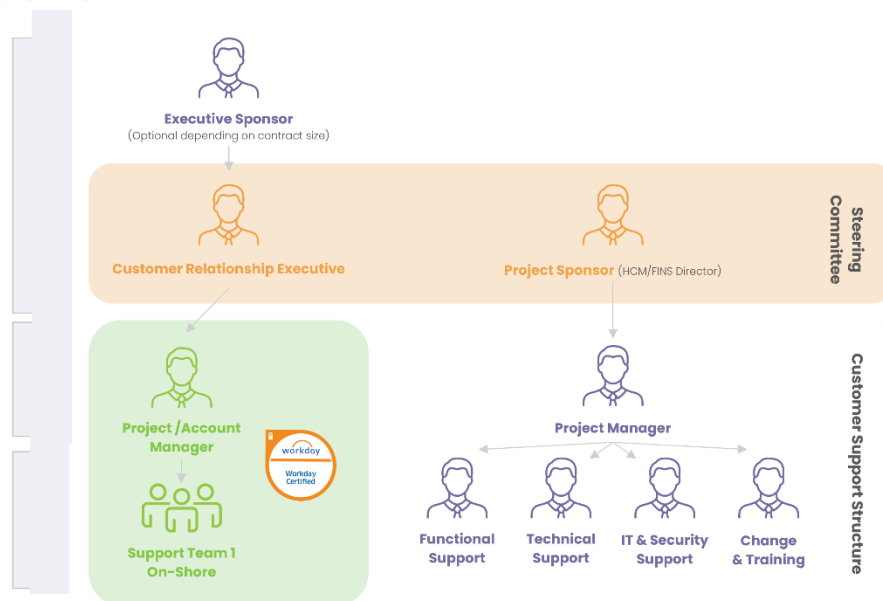 Executive Sponsor
(Optional depending on contract size)
Customer Relationship Executive
Project Sponsor (HCM/FINS Director)
Steering
Committee
Project /Account
Manager
workday
Workday
Certified
Support Team 1
On-Shore
Project Manager
Functional
Support
Technical
Support
IT & Security
Support
Change
& Training
Customer Support Structure